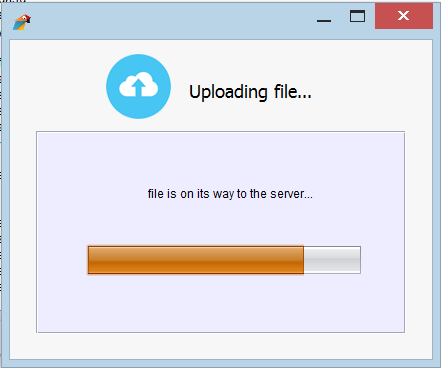 Uploading file...
file is on its way to the server...